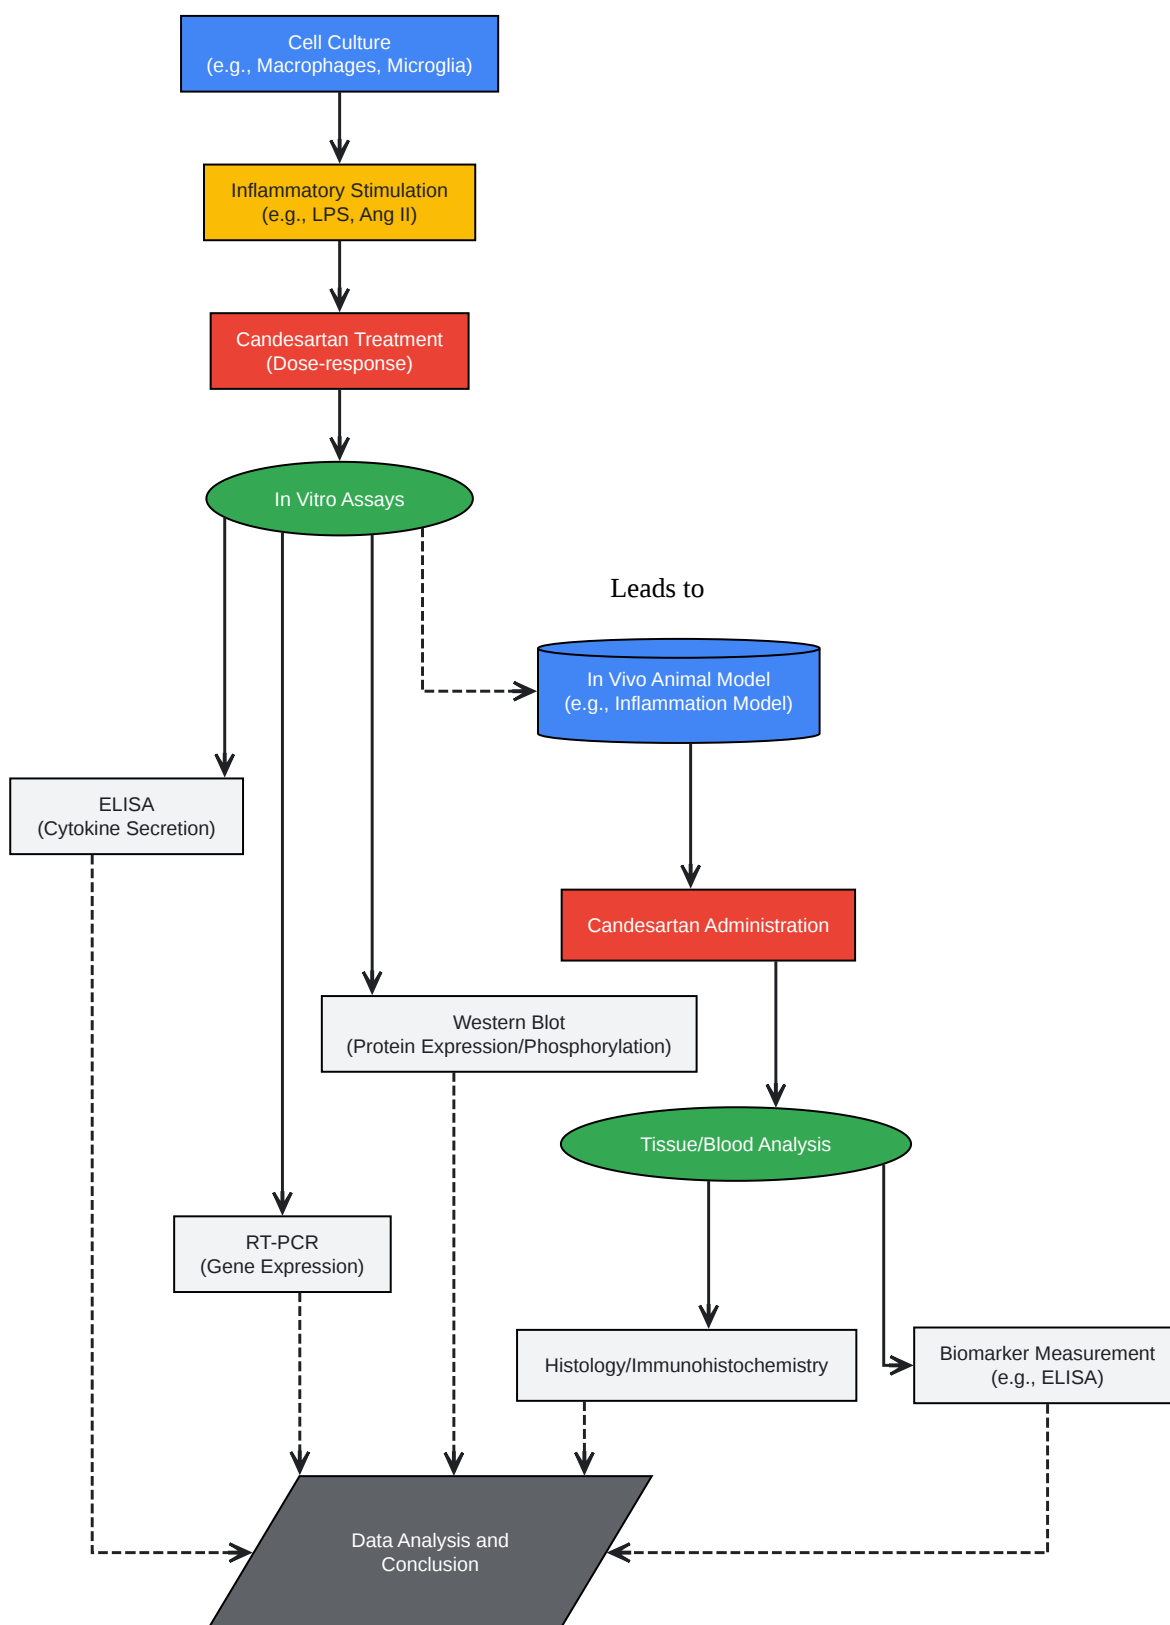 Cell Culture
(e.g., Macrophages, Microglia)
Inflammatory Stimulation
(e.g., LPS, Ang II)
Candesartan Treatment
(Dose-response)
In Vitro Assays
Leads to
In Vivo Animal Model
(e.g., Inflammation Model)
ELISA
(Cytokine Secretion)
Candesartan Administration
Western Blot
(Protein Expression/Phosphorylation)
Tissue/Blood Analysis
RT-PCR
(Gene Expression)
Histology/Immunohistochemistry
Biomarker Measurement
(e.g., ELISA)
Data Analysis and
Conclusion